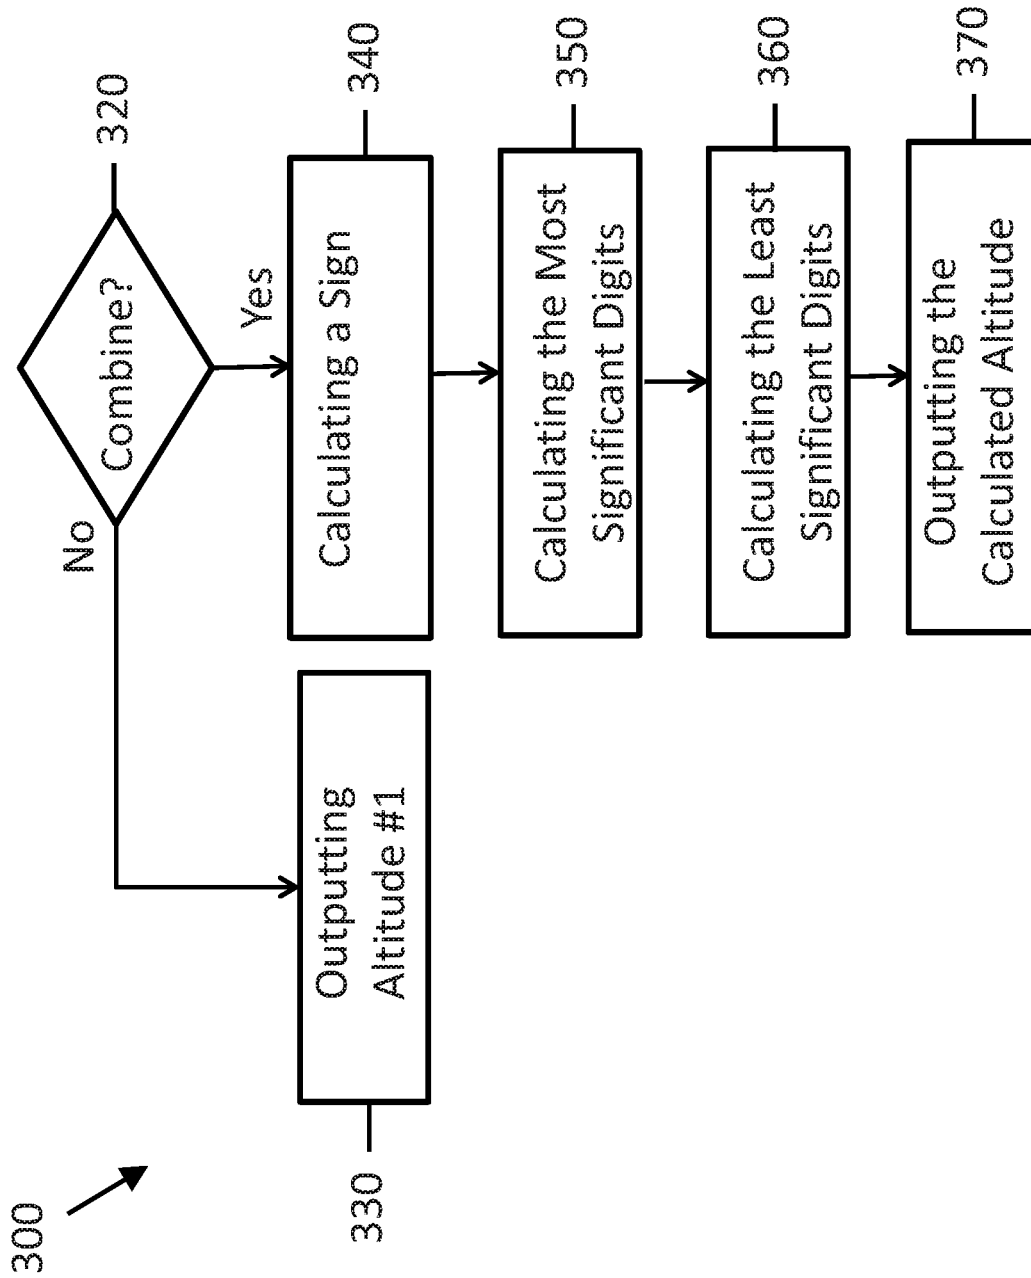 300
Combine?
320
No
Yes
Outputting
Altitude #1
330
Calculating a Sign
340
Calculating the Most
Significant Digits
350
Calculating the Least
Significant Digits
360
Outputting the
Calculated Altitude
370